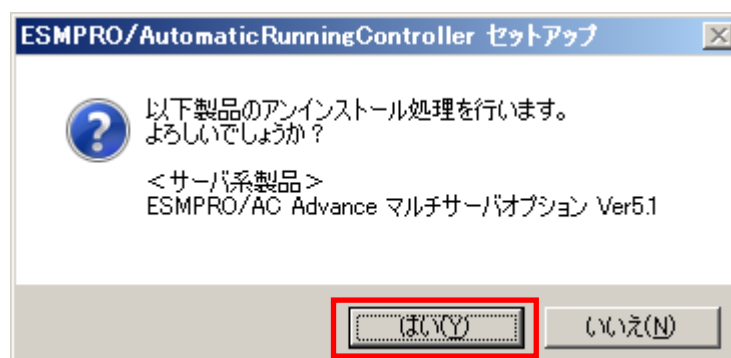 ESMPRO/AutomaticRunningController セットアップ
以下製品のアンインストール処理を行います。
よろしいでしょうか？
＜サーバ系製品＞
ESMPRO/AC Advance マルチサーバオプション Ver5.1
はい(Y) いいえ(N)